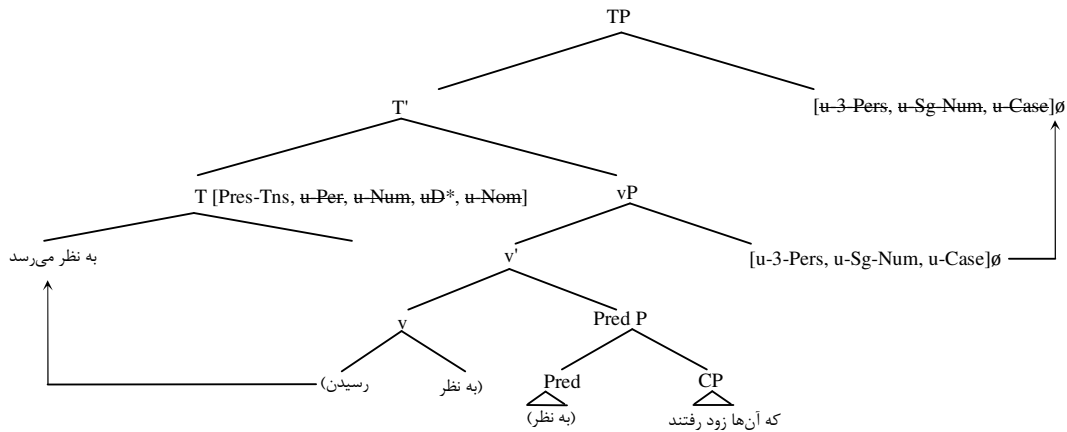 TP
T'
[u-3-Pers, u-Sg-Num, u-Case]ø
T [Pres-Tns, u-Per, u-Num, uD*, u-Nom]
vP
به نظر می‌رسد
v'
[u-3-Pers, u-Sg-Num, u-Case]ø
v
Pred P
رسیدن)
(به نظر
Pred
CP
(به نظر)
که آن‌ها زود رفتند